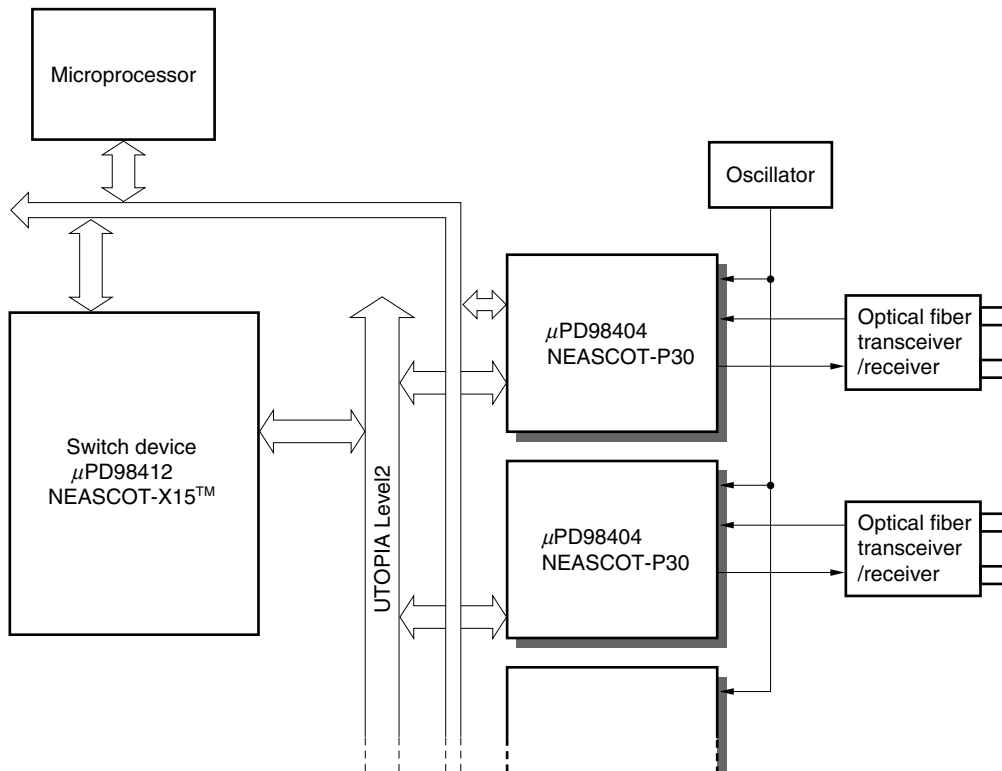 Microprocessor
Oscillator
μPD98404
NEASCOT-P30
Optical fiber
transceiver
/receiver
Switch device
μPD98412
NEASCOT-X15™
UTOPIA Level2
μPD98404
NEASCOT-P30
Optical fiber
transceiver
/receiver